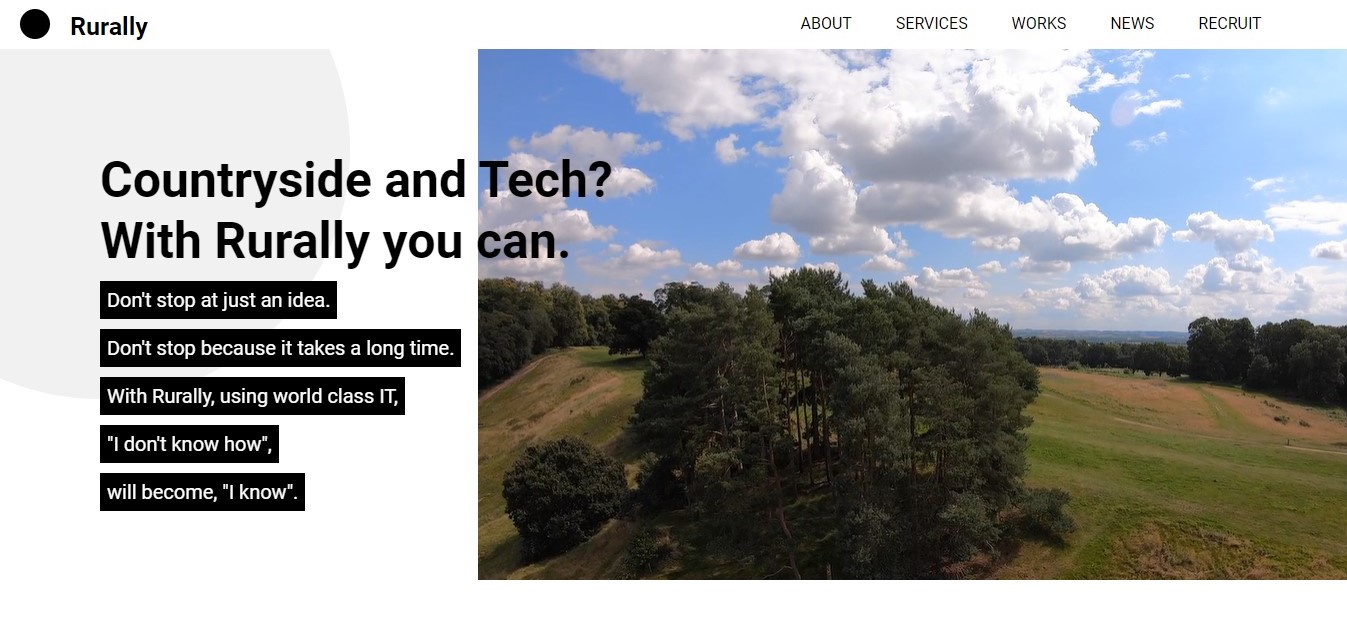 Rurally
ABOUT SERVICES WORKS NEWS RECRUIT
Countryside and Tech?
With Rurally you can.
Don't stop at just an idea.
Don't stop because it takes a long time.
With Rurally, using world class IT,
"I don't know how",
will become, "I know".